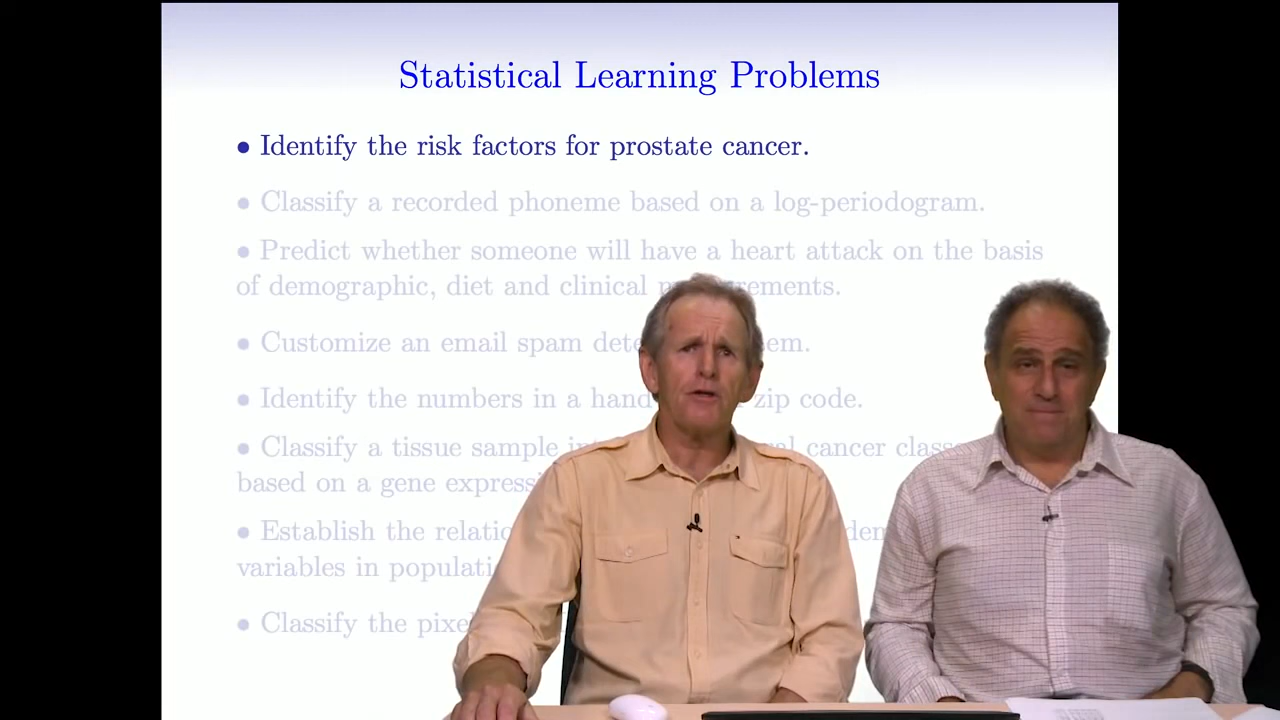 Statistical Learning Problems
• Identify the risk factors for prostate cancer.
• Classify a recorded phoneme based on a log-periodogram.
• Predict whether someone will have a heart attack on the basis
of demographic, diet and clinical
• Customize an email spam
• Identify the numbers in a zip code.
• Classify a tissue sample cancer
based on a gene
• Establish the
variables in
• Classify the